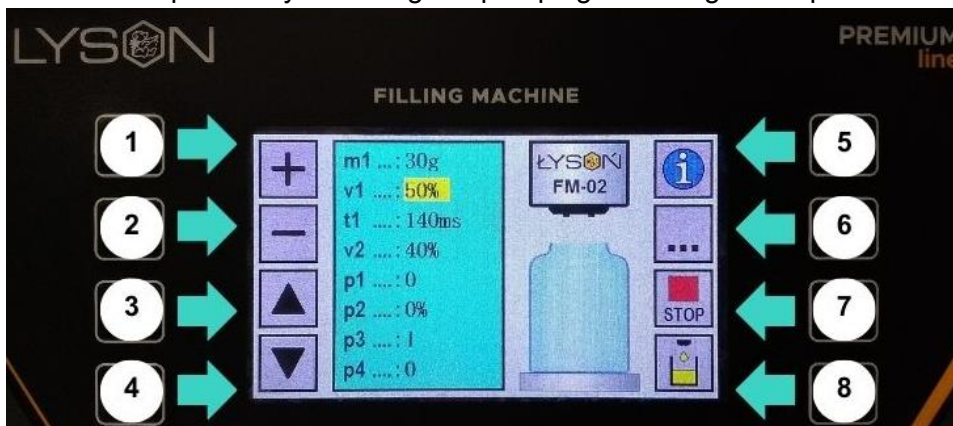 LYSON
PREMIUM
line
FILLING MACHINE
1
2
3
4
+
−
m1 ...: 30g
v1 ....: 50%
t1 ....: 140ms
v2 ....: 40%
p1 ....: 0
p2 ....: 0%
p3 ....: I
p4 ....: 0
ŁYSON
FM-02
i
...
STOP
5
6
7
8